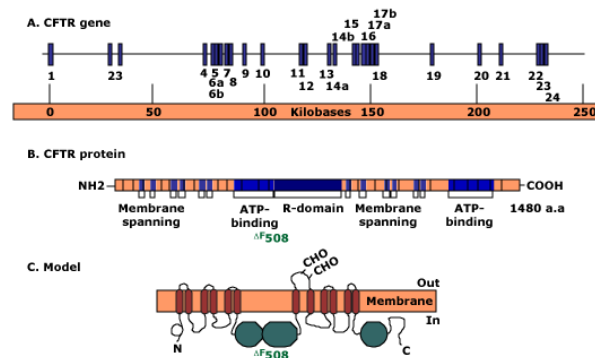 A. CFTR gene
17b
15 17a
14b 16
1 23 4 5 7 9 10 11 13 18 19 20 21 22
6a 8 12 14a 23
6b 24
0 50 100 Kilobases 150 200 250
B. CFTR protein
NH2 COOH
Membrane spanning ATP-binding R-domain Membrane spanning ATP-binding 1480 a.a
ΔF508
C. Model
CHO
CHO
Out
Membrane
In
N C
ΔF508